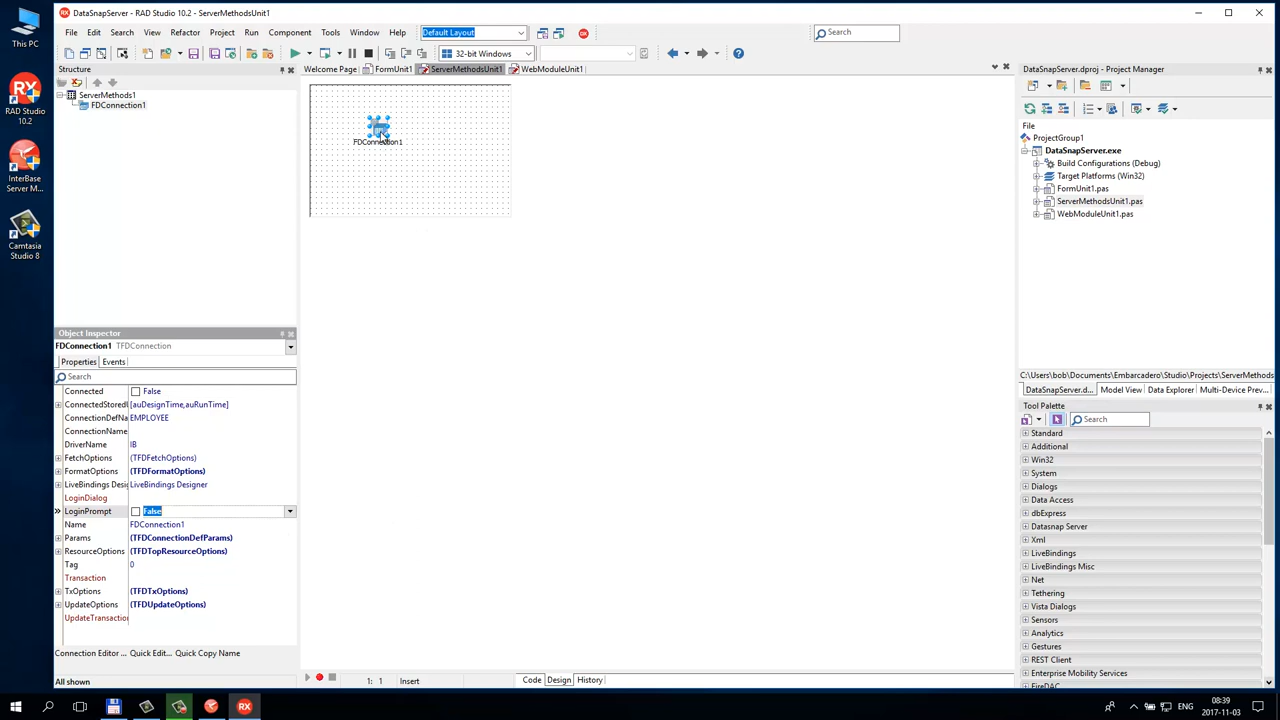 This PC
RAD Studio 10.2
InterBase Server M...
Camtasia Studio 8
DataSnapServer - RAD Studio 10.2 - ServerMethodsUnit1
File Edit Search View Refactor Project Run Component Tools Window Help
Default Layout
Search
32-bit Windows
Structure
ServerMethods1
FDConnection1
Welcome Page FormUnit1 ServerMethodsUnit1 WebModuleUnit1
FDConnection1
Object Inspector
FDConnection1 TFDConnection
Properties Events
Search
Connected False
ConnectedStored [auDesignTime,auRunTime]
ConnectionDefNa EMPLOYEE
ConnectionName
DriverName IB
FetchOptions (TFDFetchOptions)
FormatOptions (TFDFormatOptions)
LiveBindings Desig LiveBindings Designer
LoginDialog
LoginPrompt False
Name FDConnection1
Params (TFDConnectionDefParams)
ResourceOptions (TFDTopResourceOptions)
Tag 0
Transaction
TxOptions (TFDTxOptions)
UpdateOptions (TFDUpdateOptions)
UpdateTransaction
Connection Editor ... Quick Edit... Quick Copy Name
All shown
1: 1 Insert
Code Design History
DataSnapServer.dproj - Project Manager
File
ProjectGroup1
DataSnapServer.exe
Build Configurations (Debug)
Target Platforms (Win32)
FormUnit1.pas
ServerMethodsUnit1.pas
WebModuleUnit1.pas
C:\Users\bob\Documents\Embarcadero\Studio\Projects\ServerMethods
DataSnapServer.d... Model View Data Explorer Multi-Device Prev...
Tool Palette
Search
Standard
Additional
Win32
System
Dialogs
Data Access
dbExpress
Datasnap Server
Xml
LiveBindings
LiveBindings Misc
Net
Tethering
Vista Dialogs
Sensors
Analytics
Gestures
REST Client
Enterprise Mobility Services
FireDAC
ENG
08:39
2017-11-03